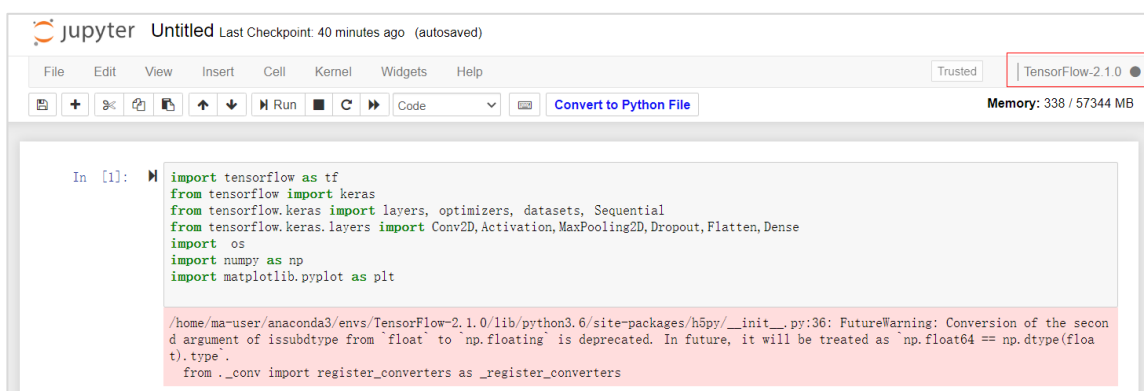 jupyter Untitled Last Checkpoint: 40 minutes ago (autosaved)
File Edit View Insert Cell Kernel Widgets Help Trusted TensorFlow-2.1.0
Run Code Convert to Python File Memory: 338 / 57344 MB
In [1]: import tensorflow as tf
from tensorflow import keras
from tensorflow.keras import layers, optimizers, datasets, Sequential
from tensorflow.keras.layers import Conv2D,Activation,MaxPooling2D,Dropout,Flatten,Dense
import  os
import numpy as np
import matplotlib.pyplot as plt
/home/ma-user/anaconda3/envs/TensorFlow-2.1.0/lib/python3.6/site-packages/h5py/__init__.py:36: FutureWarning: Conversion of the secon
d argument of issubdtype from `float` to `np.floating` is deprecated. In future, it will be treated as `np.float64 == np.dtype(floa
t).type`.
  from ._conv import register_converters as _register_converters